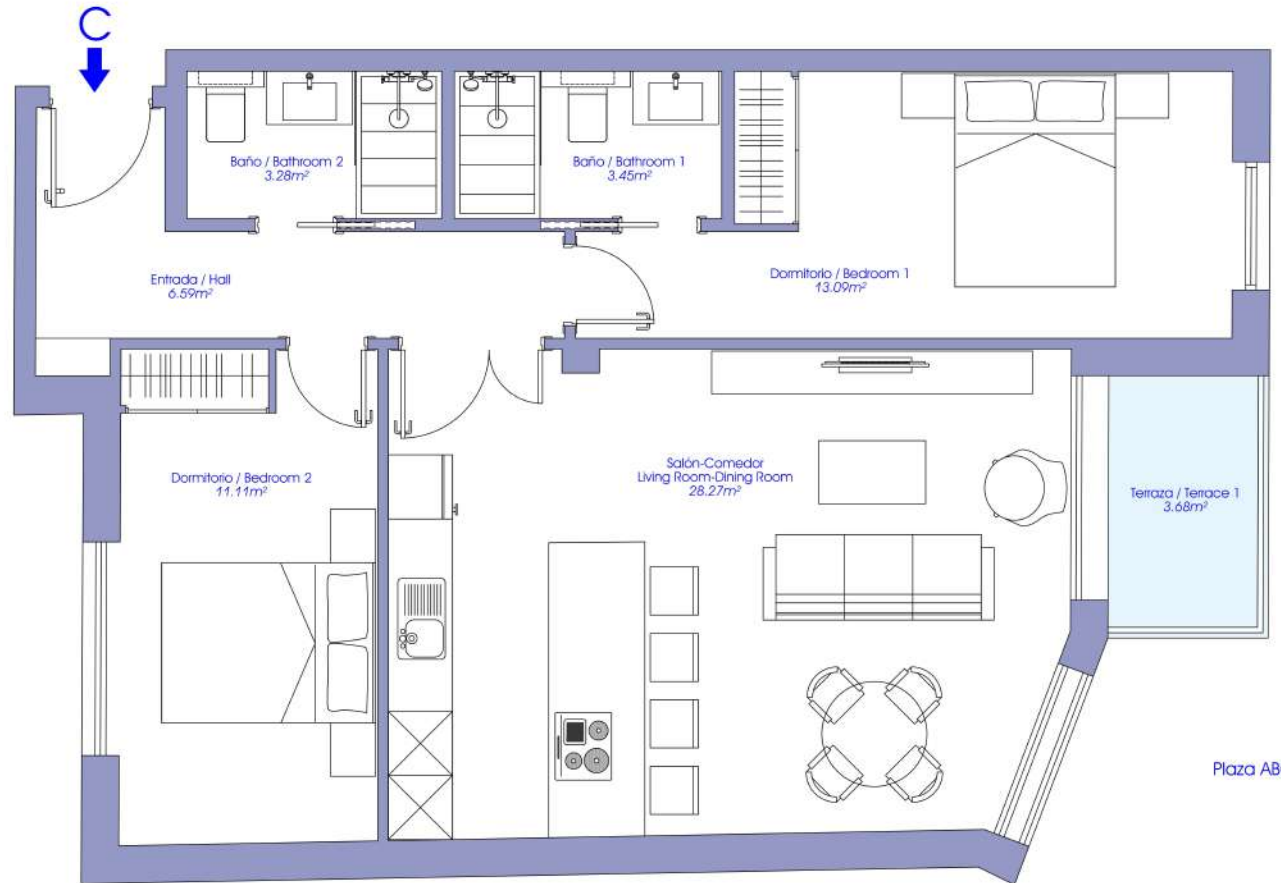 C
Baño / Bathroom 2
3.28m²
Baño / Bathroom 1
3.45m²
Entrada / Hall
6.59m²
Dormitorio / Bedroom 1
13.09m²
Dormitorio / Bedroom 2
11.11m²
Salón-Comedor
Living Room-Dining Room
28.27m²
Terraza / Terrace 1
3.68m²
Plaza AB